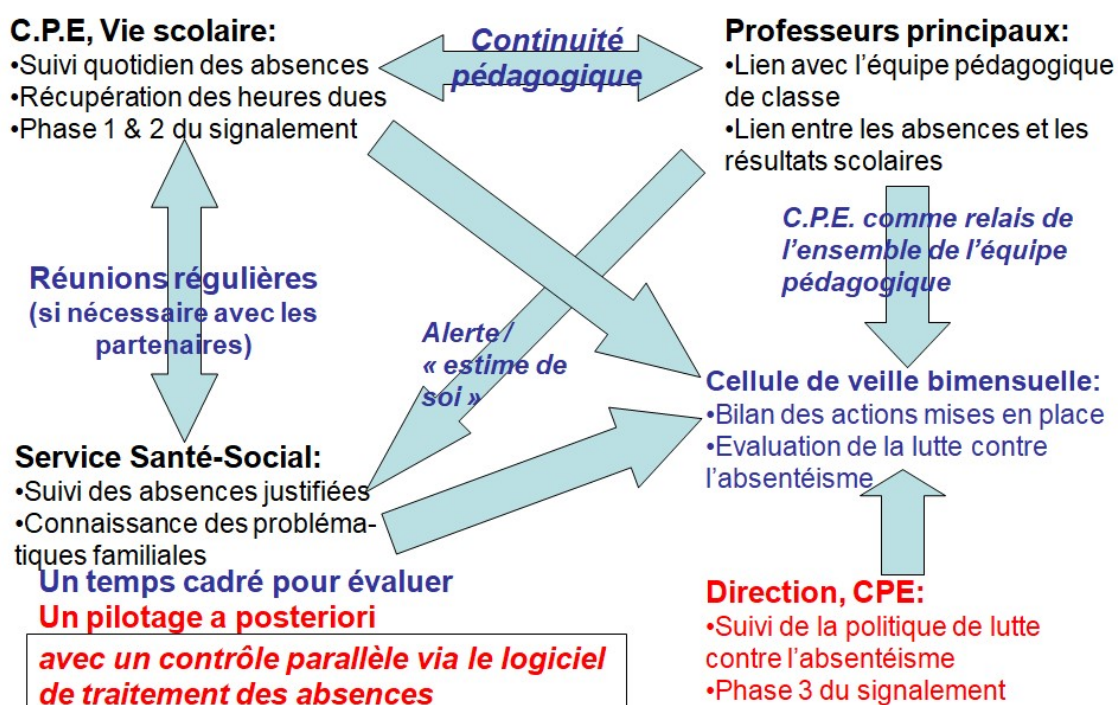 C.P.E, Vie scolaire:
•Suivi quotidien des absences
•Récupération des heures dues
•Phase 1 & 2 du signalement
Continuité
pédagogique
Professeurs principaux:
•Lien avec l'équipe pédagogique
de classe
•Lien entre les absences et les
résultats scolaires
C.P.E. comme relais de
l'ensemble de l'équipe
pédagogique
Réunions régulières
(si nécessaire avec les
partenaires)
Alerte /
« estime de
soi »
Cellule de veille bimensuelle:
•Bilan des actions mises en place
•Evaluation de la lutte contre
l'absentéisme
Service Santé-Social:
•Suivi des absences justifiées
•Connaissance des probléma-
tiques familiales
Un temps cadré pour évaluer
Un pilotage a posteriori
avec un contrôle parallèle via le logiciel
de traitement des absences
Direction, CPE:
•Suivi de la politique de lutte
contre l'absentéisme
•Phase 3 du signalement